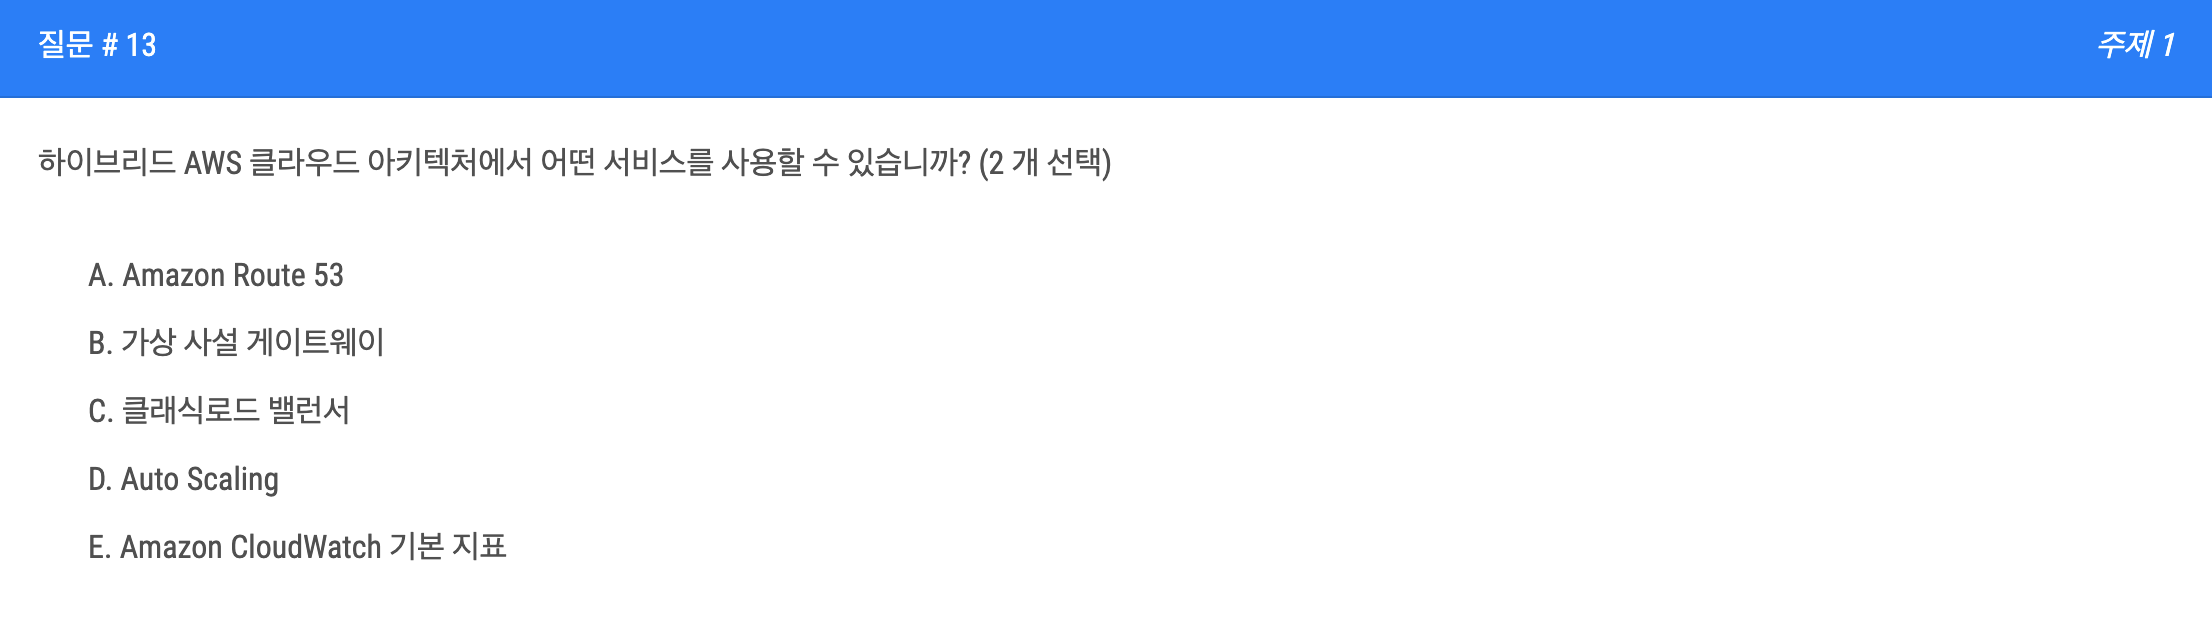 질문 # 13
주제 1
하이브리드 AWS 클라우드 아키텍처에서 어떤 서비스를 사용할 수 있습니까? (2 개 선택)
A. Amazon Route 53
B. 가상 사설 게이트웨이
C. 클래식로드 밸런서
D. Auto Scaling
E. Amazon CloudWatch 기본 지표